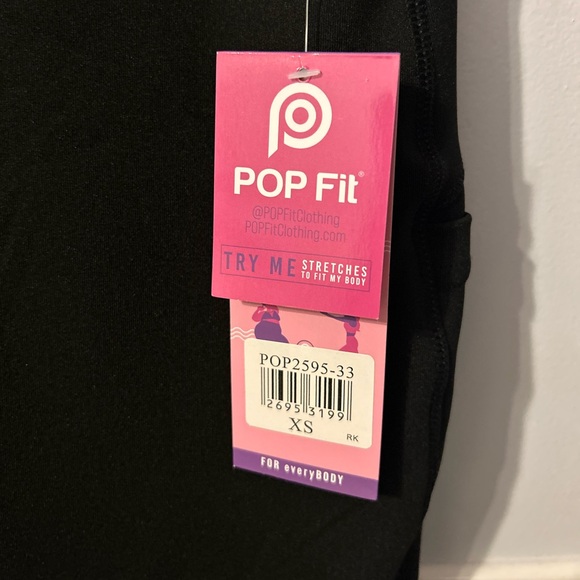 POP Fit®
@POPFitClothing
POPFitClothing.com
TRY ME STRETCHES
TO FIT MY BODY
POP2595-33
2695 3199
XS
RK
FOR everyBODY